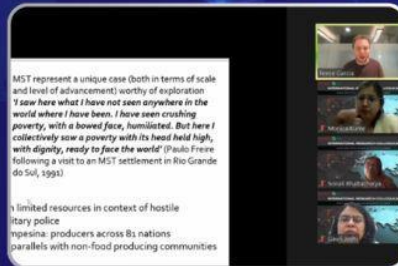 MST represent a unique case (both in terms of scale
and level of advancement) worthy of exploration
'I saw here what I have not seen anywhere in the
world where I have been. I have seen crushing
poverty, with a bowed face, humiliated. But here I
collectively saw a poverty with its head held high,
with dignity, ready to face the world' (Paulo Freire
following a visit to an MST settlement in Rio Grande
do Sul, 1991)
limited resources in context of hostile
itary police
mpesina: producers across 81 nations
parallels with non-food producing communities
Garcia
Sonali Bhattacharya